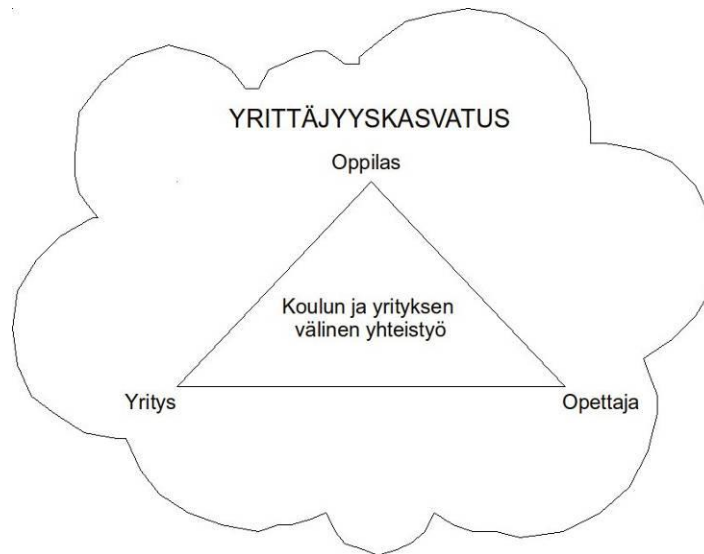 YRITTÄJYYSKASVATUS
Oppilas
Koulun ja yrityksen
välinen yhteistyö
Yritys
Opettaja